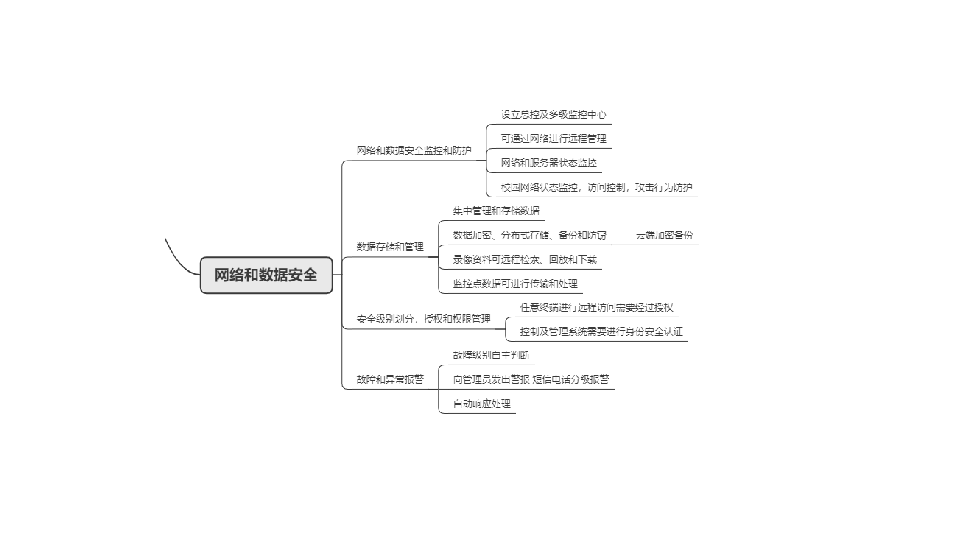 设立总控及多级监控中心
可通过网络进行远程管理
网络和数据安全监控和防护
网络和服务器状态监控
校园网络状态监控，访问控制，攻击行为防护
集中管理和存储数据
数据加密、分布式存储、备份和防窃
云端加密备份
数据存储和管理
录像资料可远程检索、回放和下载
网络和数据安全
监控点数据可进行传输和处理
任意终端进行远程访问需要经过授权
安全级别划分、授权和权限管理
控制及管理系统需要进行身份安全认证
故障级别自主判断
故障和异常报警
向管理员发出警报 短信电话分级报警
自动响应处理